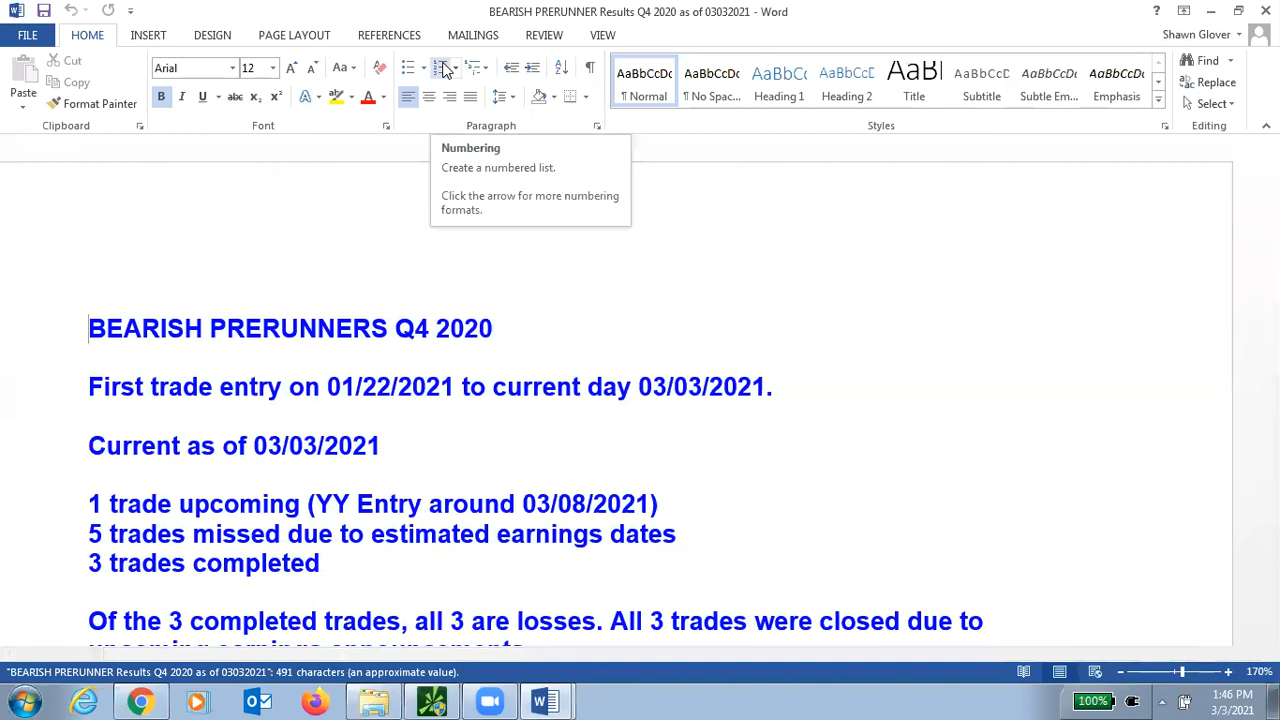 BEARISH PRERUNNER Results Q4 2020 as of 03032021 - Word
FILE HOME INSERT DESIGN PAGE LAYOUT REFERENCES MAILINGS REVIEW VIEW Shawn Glover
Paste
Cut
Copy
Format Painter
Clipboard
Arial 12
Aa
B I U abc A A
Font
Paragraph
AaBbCcDc AaBbCcDc AaBbC AaBbCcD AaBl AaBbCcD AaBbCcDc AaBbCcDc
¶ Normal ¶ No Spac... Heading 1 Heading 2 Title Subtitle Subtle Em... Emphasis
Styles
Find
Replace
Select
Editing
Numbering
Create a numbered list.
Click the arrow for more numbering
formats.
BEARISH PRERUNNERS Q4 2020
First trade entry on 01/22/2021 to current day 03/03/2021.
Current as of 03/03/2021
1 trade upcoming (YY Entry around 03/08/2021)
5 trades missed due to estimated earnings dates
3 trades completed
Of the 3 completed trades, all 3 are losses. All 3 trades were closed due to
upcoming earnings announcements
"BEARISH PRERUNNER Results Q4 2020 as of 03032021": 491 characters (an approximate value).
170%
100%
1:46 PM
3/3/2021